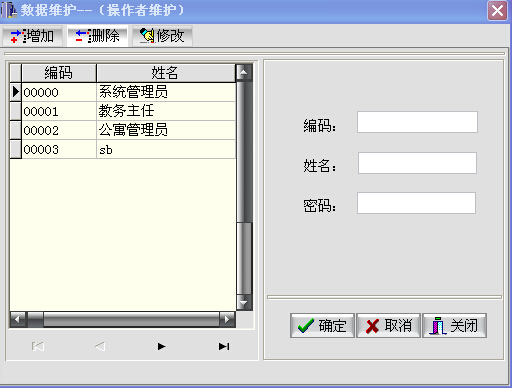 数据维护--（操作者维护）
增加 删除 修改
编码 姓名
00000 系统管理员
00001 教务主任
00002 公寓管理员
00003 sb
编码：
姓名：
密码：
确定 取消 关闭